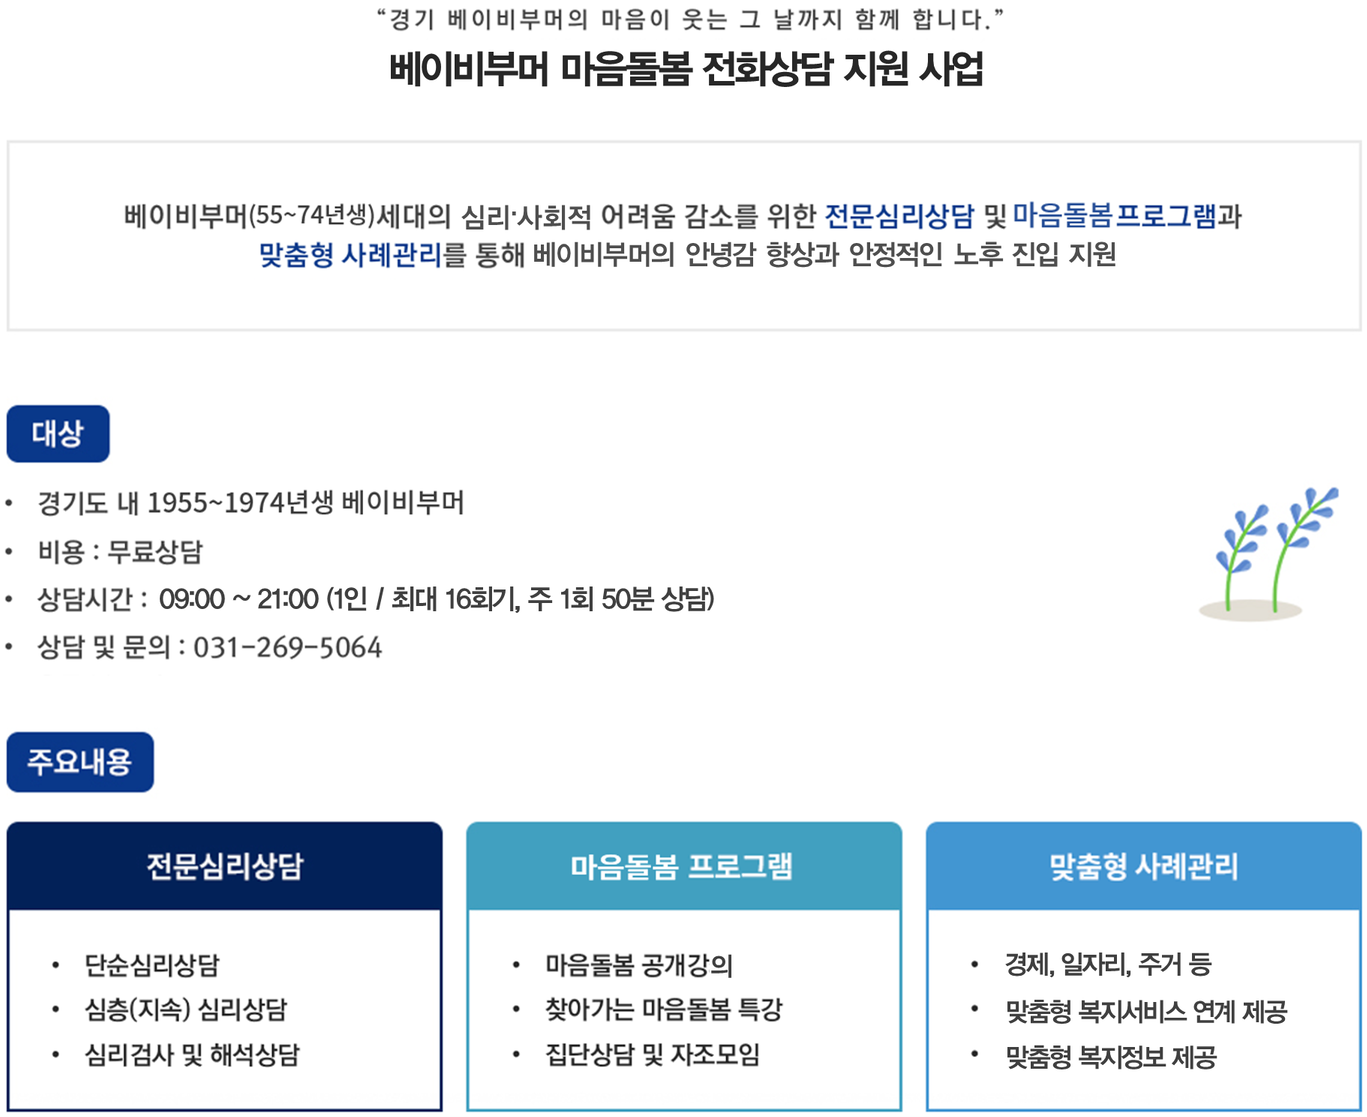 “경기 베이비부머의 마음이 웃는 그 날까지 함께 합니다.”
베이비부머 마음돌봄 전화상담 지원 사업
베이비부머(55~74년생)세대의 심리·사회적 어려움 감소를 위한 전문심리상담 및 마음돌봄프로그램과
맞춤형 사례관리를 통해 베이비부머의 안녕감 향상과 안정적인 노후 진입 지원
대상
• 경기도 내 1955~1974년생 베이비부머
• 비용 : 무료상담
• 상담시간 : 09:00 ~ 21:00 (1인 / 최대 16회기, 주 1회 50분 상담)
• 상담 및 문의 : 031-269-5064
주요내용
전문심리상담
• 단순심리상담
• 심층(지속) 심리상담
• 심리검사 및 해석상담
마음돌봄 프로그램
• 마음돌봄 공개강의
• 찾아가는 마음돌봄 특강
• 집단상담 및 자조모임
맞춤형 사례관리
• 경제, 일자리, 주거 등
• 맞춤형 복지서비스 연계 제공
• 맞춤형 복지정보 제공